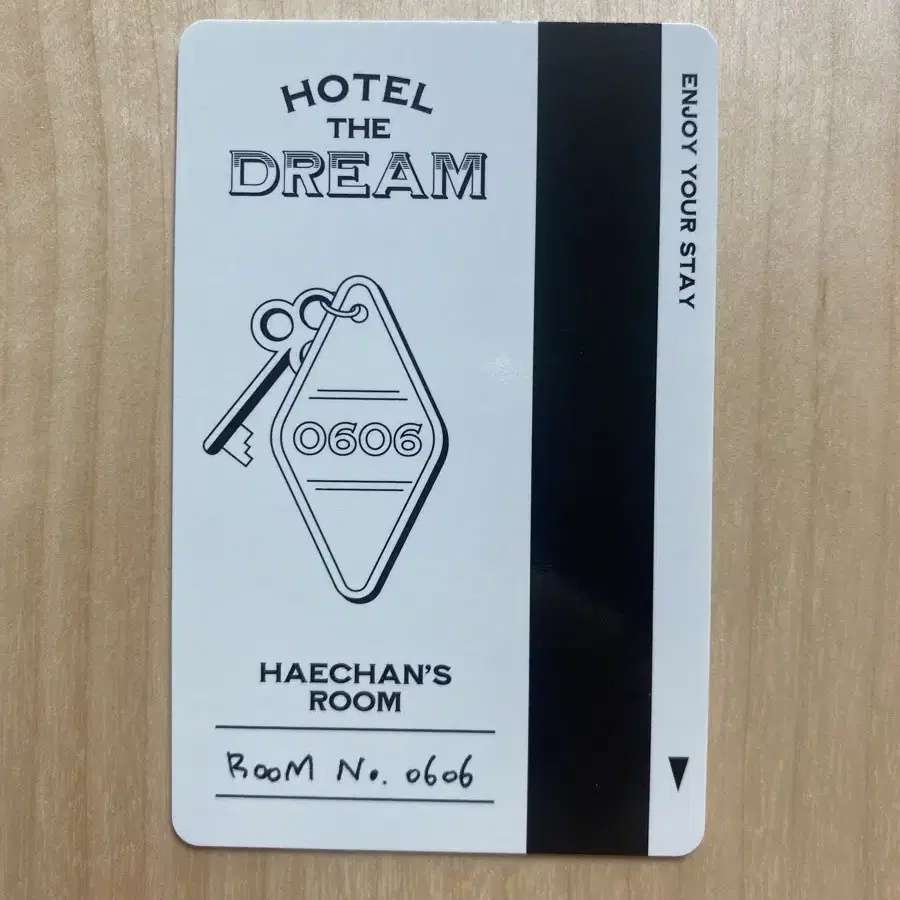 HOTEL
THE
DREAM
0606
HAECHAN'S
ROOM
ROOM No. 0606
ENJOY YOUR STAY